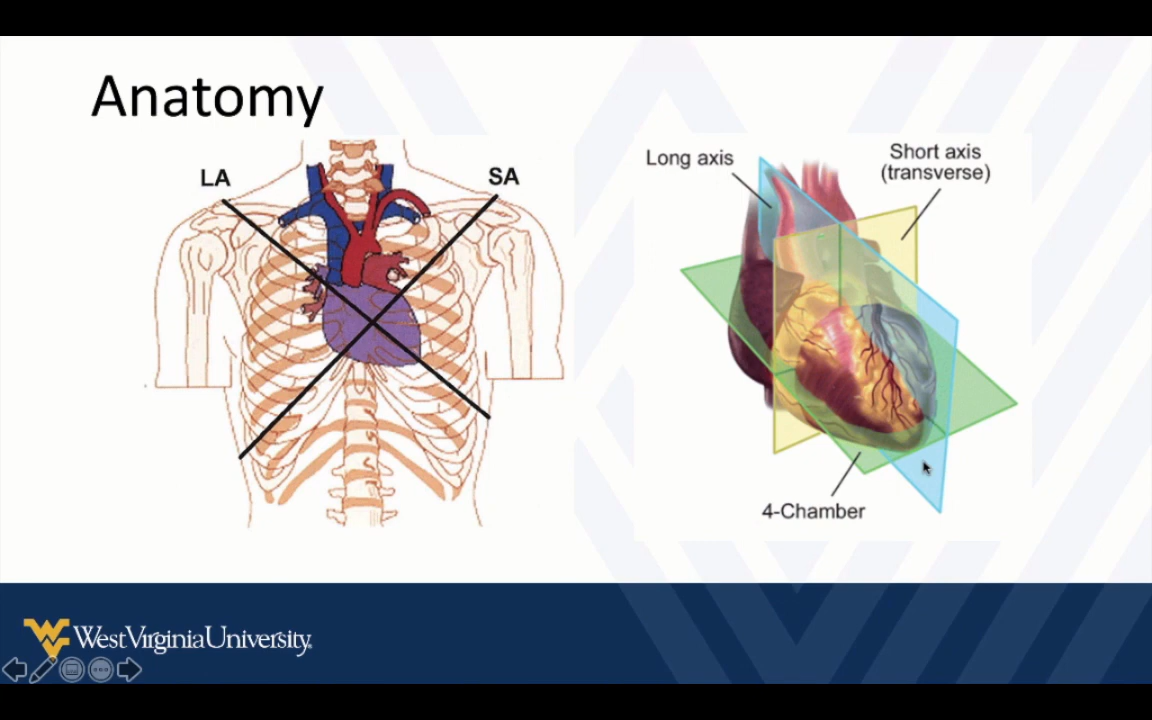 Anatomy
LA
SA
Long axis
Short axis
(transverse)
4-Chamber
West Virginia University.